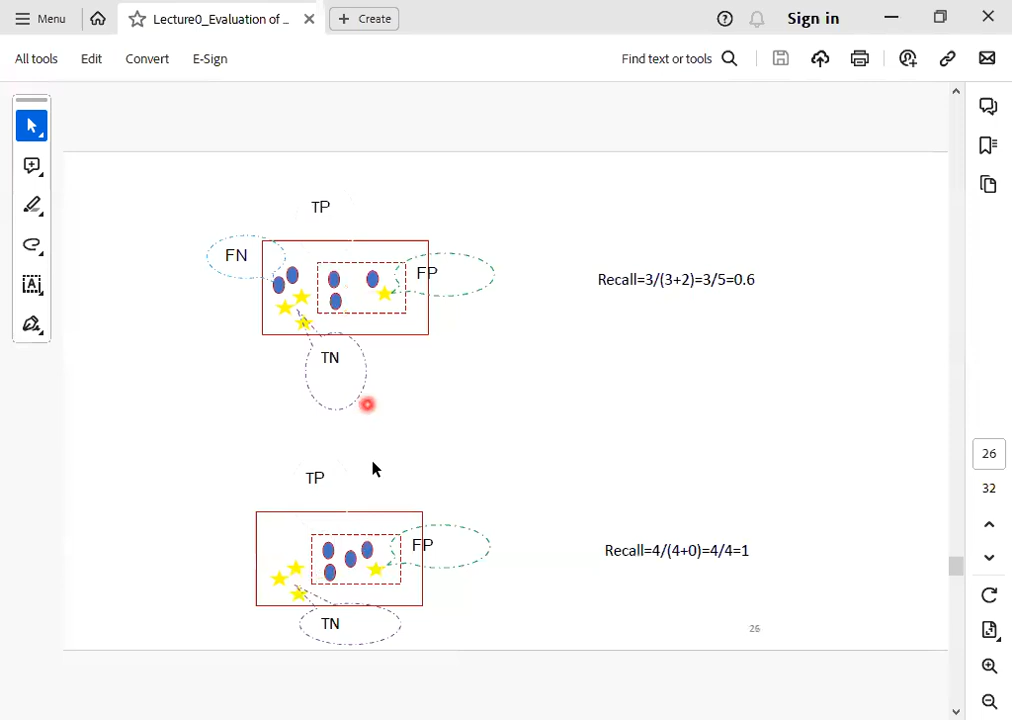 Menu
Lecture0_Evaluation of _
Create
Sign in
All tools
Edit
Convert
E-Sign
Find text or tools
TP
FN
FP
Recall=3/(3+2)=3/5=0.6
TN
TP
FP
Recall=4/(4+0)=4/4=1
TN
26
26
32